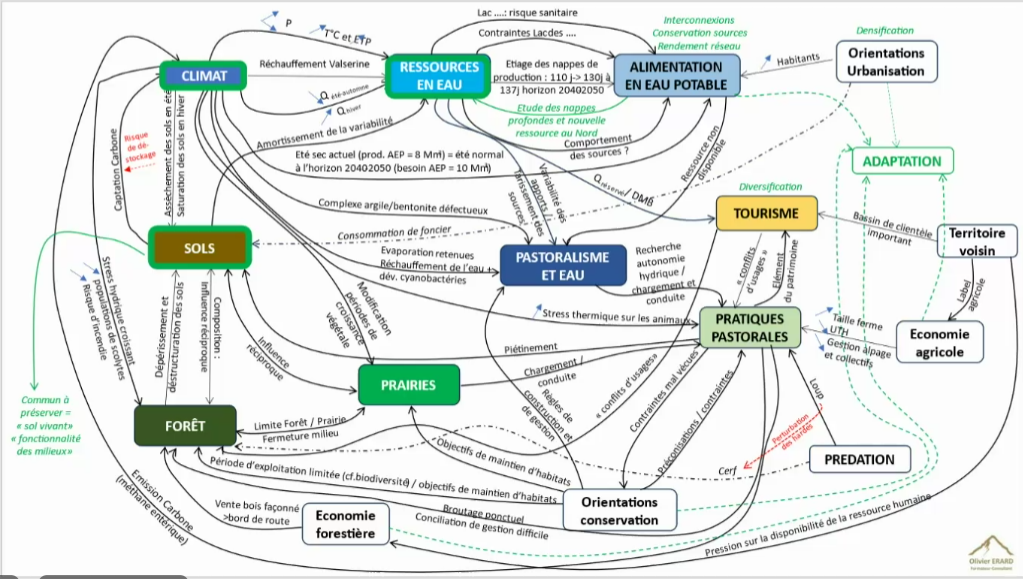 Lac ....: risque sanitaire
P
T°C et ETP
Contraintes Lacdes ....
Interconnexions
Conservation sources
Rendement réseau
Densification
CLIMAT
Réchauffement Valserine
RESSOURCES
EN EAU
Etiage des nappes de
production : 110 j-> 130j à
137j horizon 20402050
ALIMENTATION
EN EAU POTABLE
Habitants
Orientations
Urbanisation
Q été-automne
Q hiver
Etude des nappes
profondes et nouvelle
ressource au Nord
Amortissement de la variabilité
Comportement
des sources ?
Ressource non
disponible
Captation Carbone
Risque
de dé-
stockage
Assèchement des sols en été
Saturation des sols en hiver
Eté sec actuel (prod. AEP = 8 Mm³) = été normal
à l'horizon 20402050 (besoin AEP = 10 Mm³)
ADAPTATION
Variabilité des
apports /
tarissement des
sources
Q réservé/ DMB
Diversification
Complexe argile/bentonite défectueux
TOURISME
Consommation de foncier
Bassin de clientèle
important
Territoire
voisin
SOLS
Evaporation retenues
Réchauffement de l'eau +
dév. cyanobactéries
PASTORALISME
ET EAU
Recherche
autonomie
hydrique /
chargement et
conduite
« conflits
d'usages »
Elément
du patrimoine
Label
agricole
Stress hydrique croissant
populations de scolytes
Risque d'incendie
Dépérissement et
déstructuration des sols
Composition :
Influence réciproque
Modification
périodes de
croissance
végétale
Stress thermique sur les animaux
PRATIQUES
PASTORALES
Taille ferme
UTH
Gestion alpage
et collectifs
Economie
agricole
Influence
réciproque
Piétinement
PRAIRIES
Chargement /
conduite
Règles de
construction et
de gestion
« conflits d'usages»
Contraintes mal vécues
Préconisations / contraintes
Loup
Perturbation
des hardes
Commun à
préserver =
« sol vivant»
« fonctionnalité
des milieux»
FORÊT
Limite Forêt / Prairie
Fermeture milieu
Objectifs de maintien d'habitats
Cerf
PREDATION
Période d'exploitation limitée (cf.biodiversité) / objectifs de maintien d'habitats
Emission Carbone
(méthane entérique)
Vente bois façonné
>bord de route
Economie
forestière
Broutage ponctuel
Conciliation de gestion difficile
Orientations
conservation
Pression sur la disponibilité de la ressource humaine
Olivier ERARD